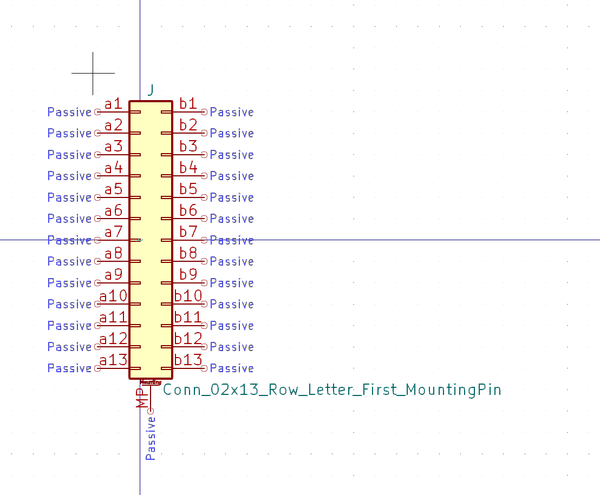 J
Passive a1 b1 Passive
Passive a2 b2 Passive
Passive a3 b3 Passive
Passive a4 b4 Passive
Passive a5 b5 Passive
Passive a6 b6 Passive
Passive a7 b7 Passive
Passive a8 b8 Passive
Passive a9 b9 Passive
Passive a10 b10 Passive
Passive a11 b11 Passive
Passive a12 b12 Passive
Passive a13 b13 Passive
Mounting
Conn_02x13_Row_Letter_First_MountingPin
MP
Passive